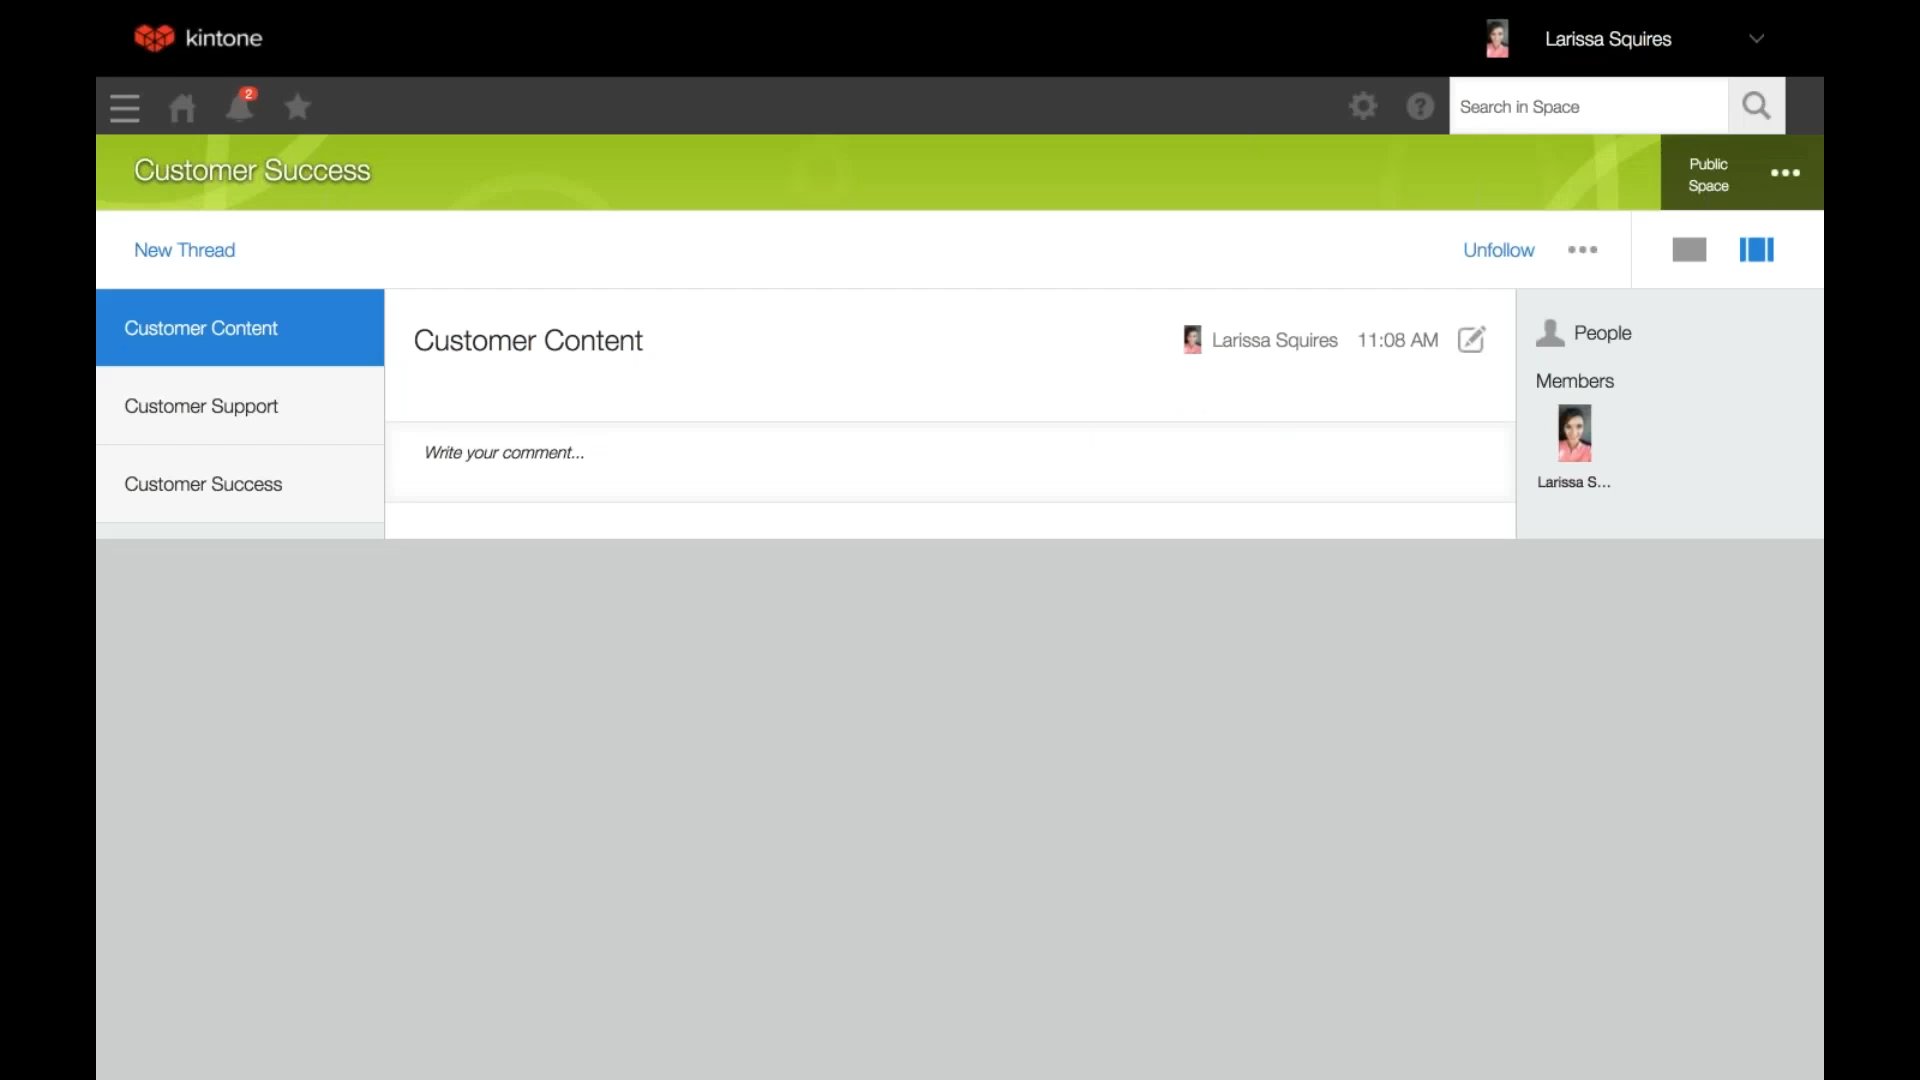 kintone
Larissa Squires
2
Search in Space
Customer Success
Public
Space
New Thread
Unfollow
Customer Content
Customer Support
Customer Success
Customer Content
Larissa Squires 11:08 AM
Write your comment...
People
Members
Larissa S...